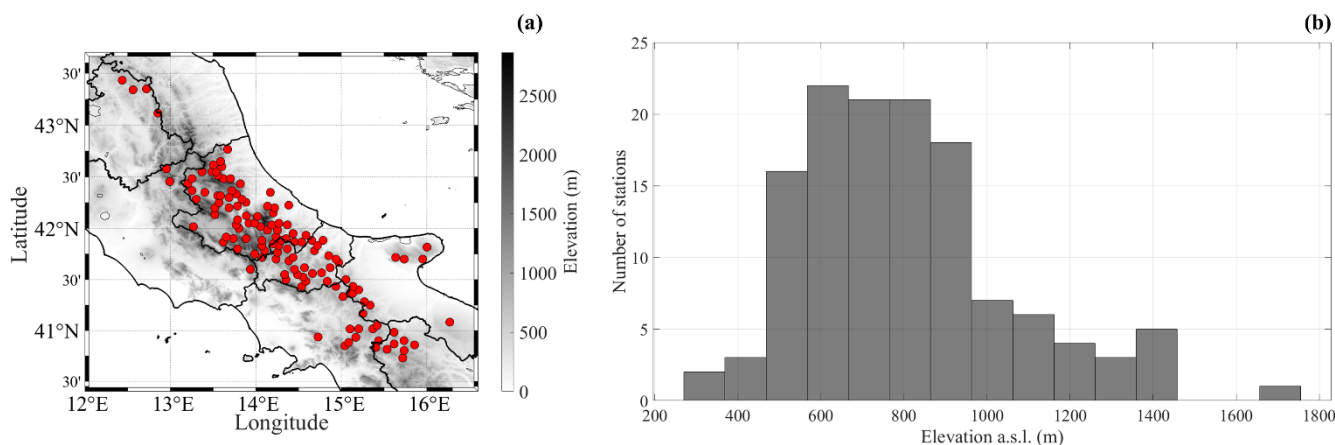 (a)
30'
43°N
30'
42°N
30'
41°N
30'
12°E
13°E
14°E
15°E
16°E
Latitude
Longitude
2500
2000
1500
1000
500
0
Elevation (m)
(b)
25
20
15
10
5
0
200
400
600
800
1000
1200
1400
1600
1800
Number of stations
Elevation a.s.l. (m)